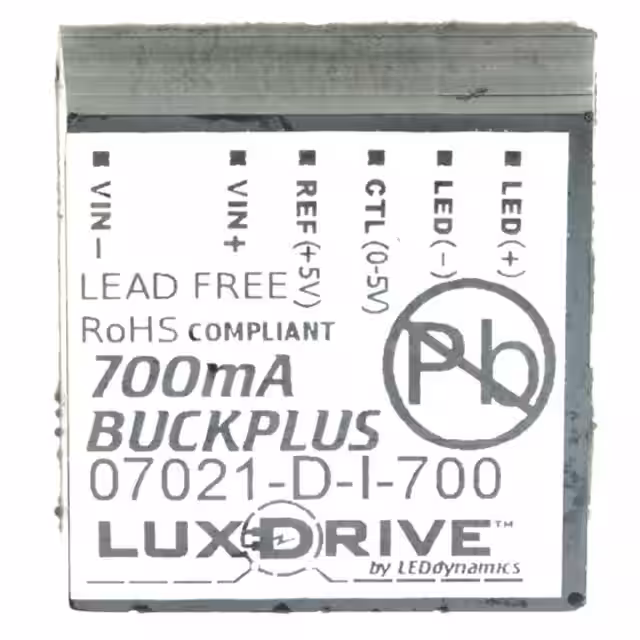 VIN-
VIN+
REF(+5V)
CTL(0-5V)
LED(-)
LED(+)
LEAD FREE
RoHS COMPLIANT
Pb
700mA
BUCKPLUS
07021-D-I-700
LUXDRIVE™
by LEDdynamics